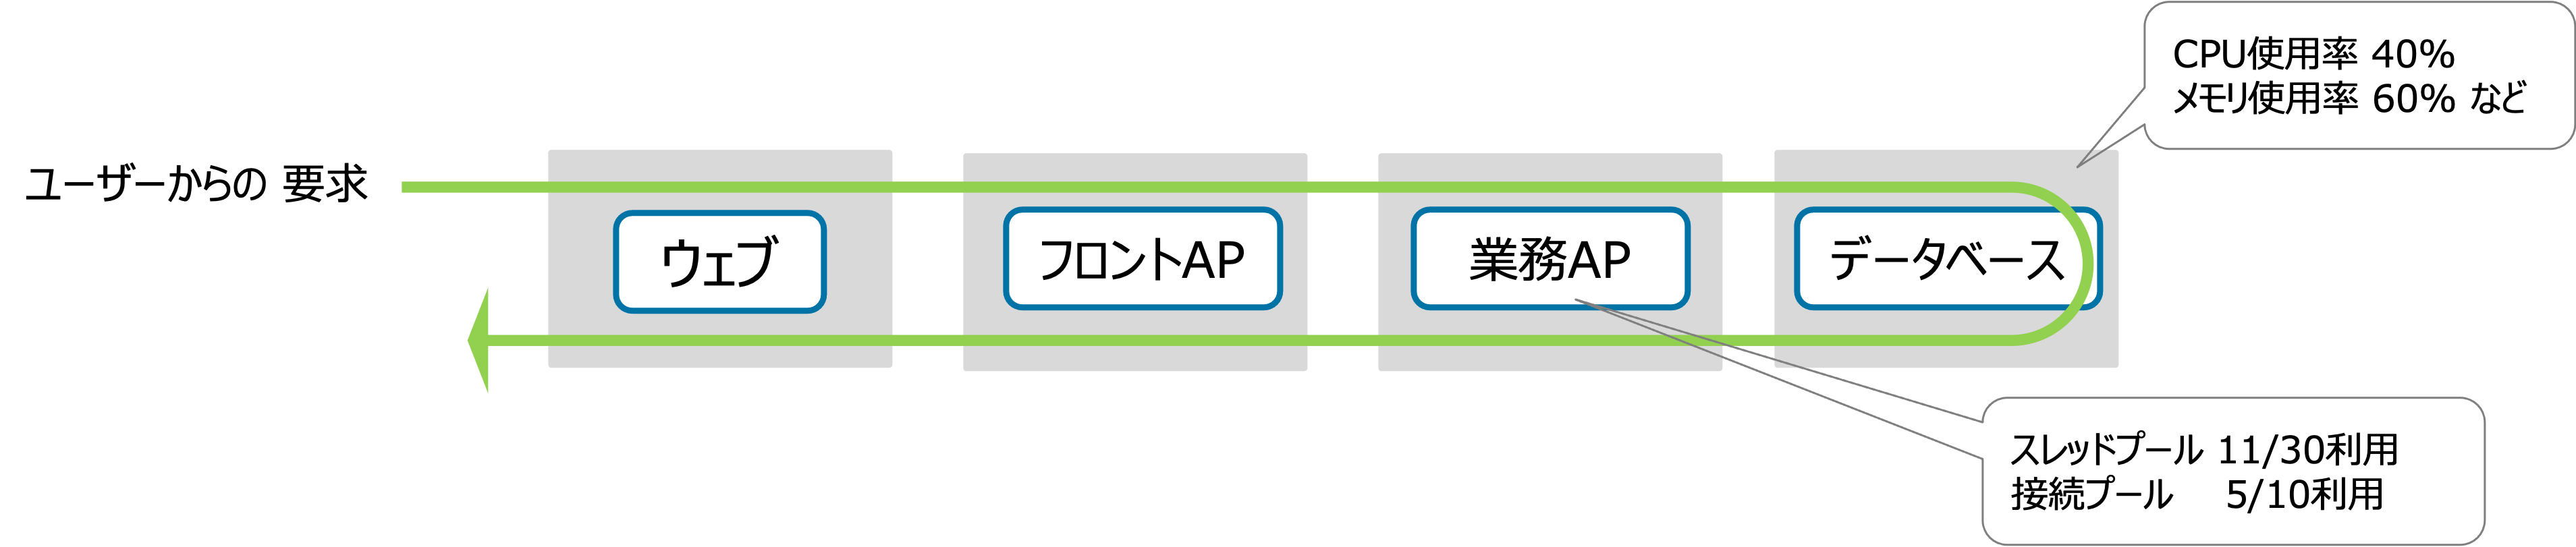 CPU使用率 40%
メモリ使用率 60% など
ユーザーからの 要求
ウェブ
フロントAP
業務AP
データベース
スレッドプール 11/30利用
接続プール 5/10利用